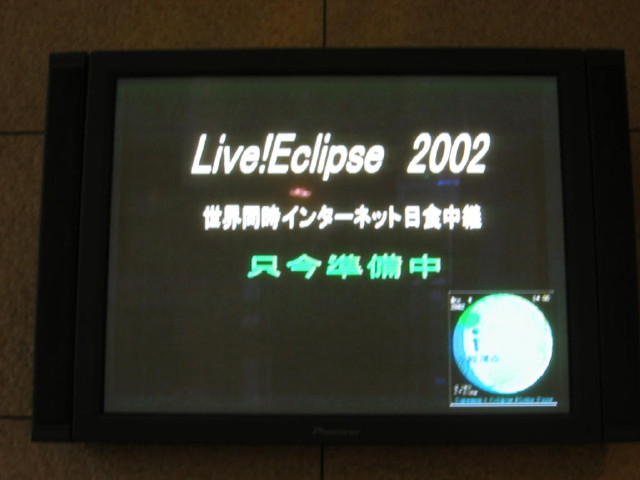 Live!Eclipse 2002
世界同時インターネット日食中継
只今準備中
Pioneer